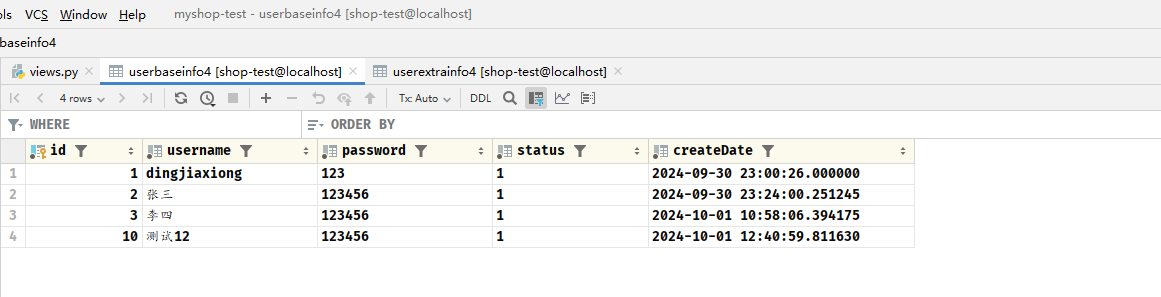 ols VCS Window Help myshop-test - userbaseinfo4 [shop-test@localhost]
baseinfo4
views.py userbaseinfo4 [shop-test@localhost] userextrainfo4 [shop-test@localhost]
4 rows Tx: Auto DDL
WHERE ORDER BY
id username password status createDate
1 1 dingjiaxiong 123 1 2024-09-30 23:00:26.000000
2 2 张三 123456 1 2024-09-30 23:24:00.251245
3 3 李四 123456 1 2024-10-01 10:58:06.394175
4 10 测试12 123456 1 2024-10-01 12:40:59.811630